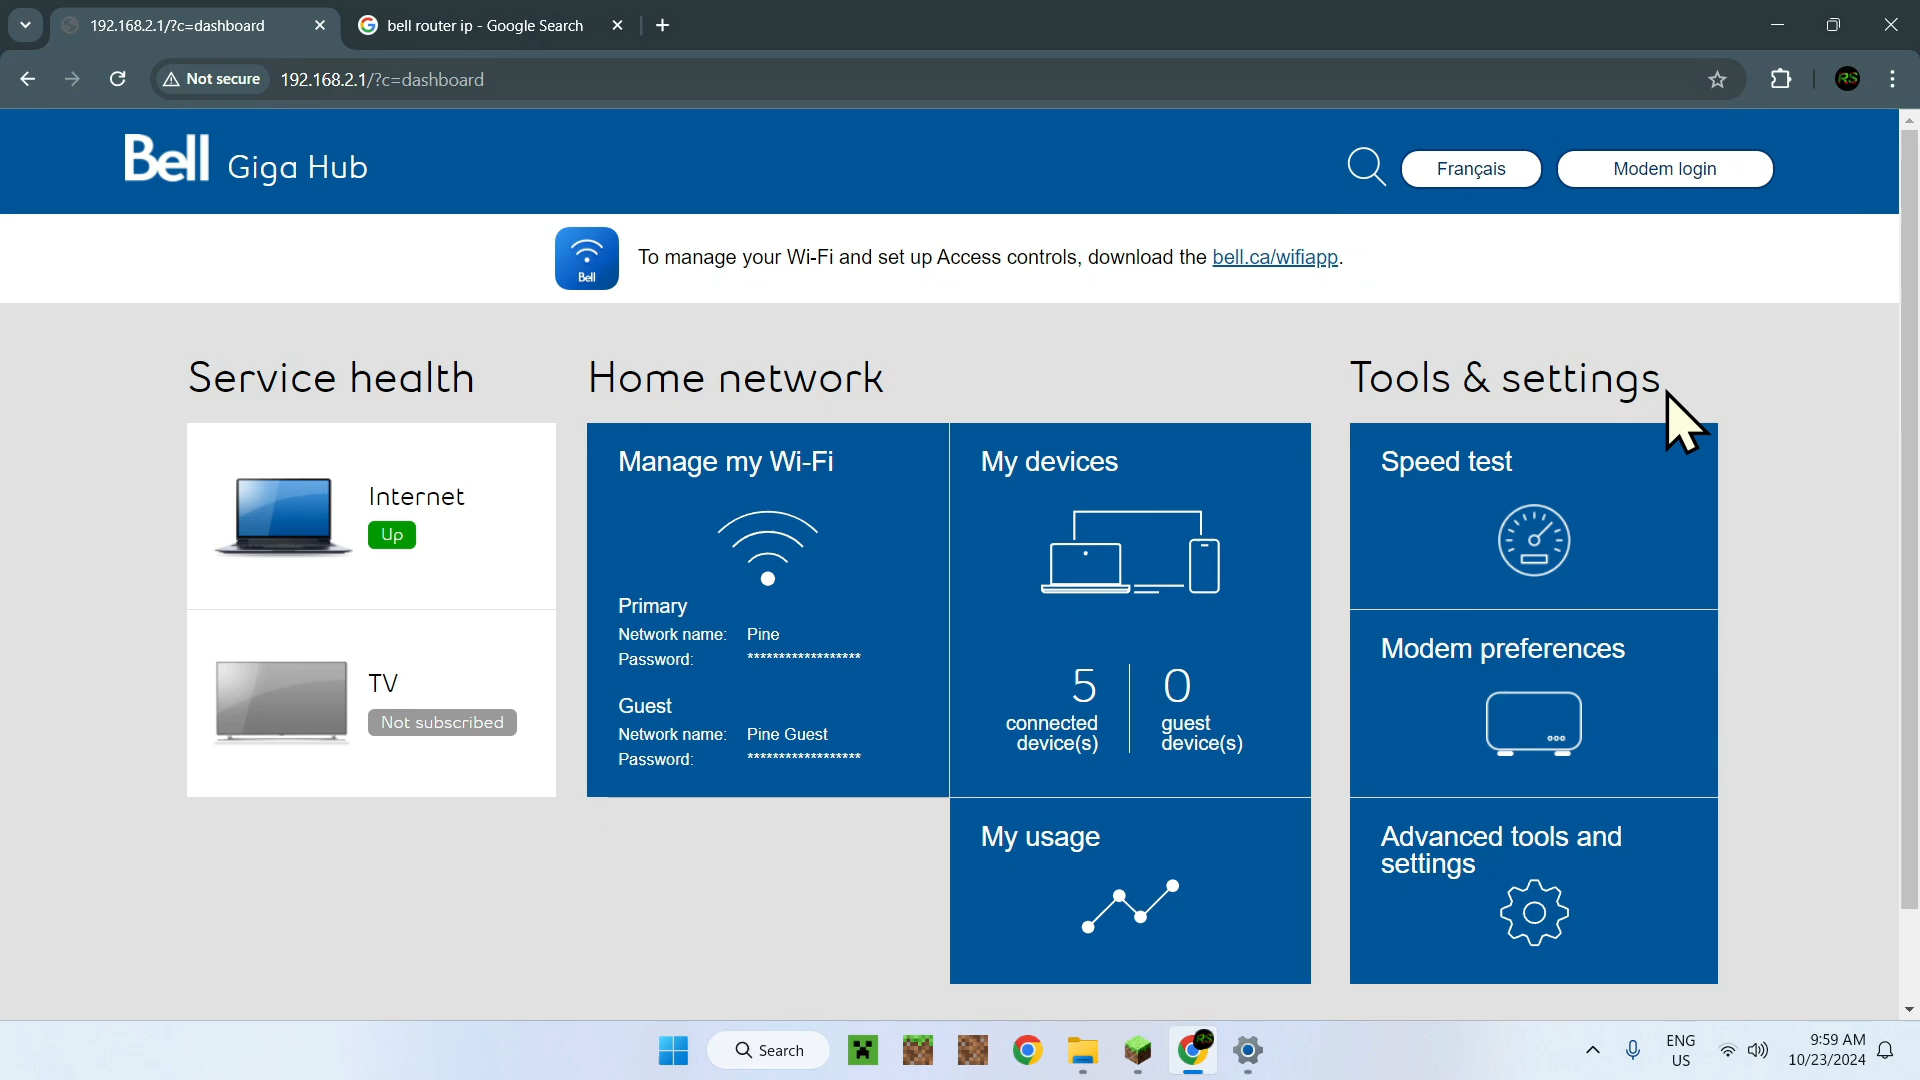 192.168.2.1/?c=dashboard
bell router ip - Google Search
Not secure
192.168.2.1/?c=dashboard
RS
Bell Giga Hub
Français
Modem login
Bell
To manage your Wi-Fi and set up Access controls, download the bell.ca/wifiapp.
Service health
Home network
Tools & settings
Internet
Up
TV
Not subscribed
Manage my Wi-Fi
Primary
Network name: Pine
Password: ******************
Guest
Network name: Pine Guest
Password: ******************
My devices
5
connected
device(s)
0
guest
device(s)
My usage
Speed test
Modem preferences
Advanced tools and
settings
Search
RS
ENG
US
9:59 AM
10/23/2024